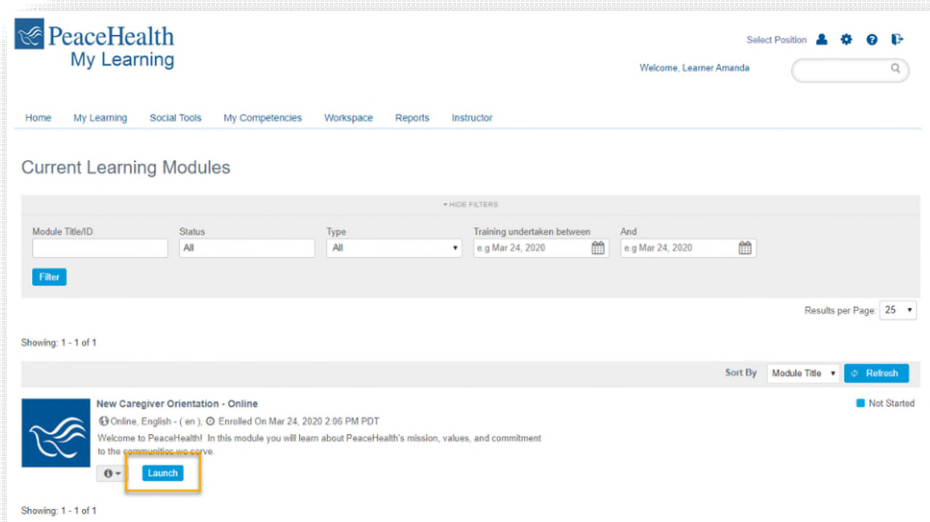 PeaceHealth
My Learning
Select Position
Welcome, Learner Amanda
Home My Learning Social Tools My Competencies Workspace Reports Instructor
Current Learning Modules
HIDE FILTERS
Module Title/ID Status Type Training undertaken between And
All All e.g Mar 24, 2020 e.g Mar 24, 2020
Filter
Results per Page: 25
Showing: 1 - 1 of 1
Sort By Module Title Refresh
New Caregiver Orientation - Online Not Started
Online, English - ( en ), Enrolled On Mar 24, 2020 2:06 PM PDT
Welcome to PeaceHealth! In this module you will learn about PeaceHealth's mission, values, and commitment
to the communities we serve.
Launch
Showing: 1 - 1 of 1